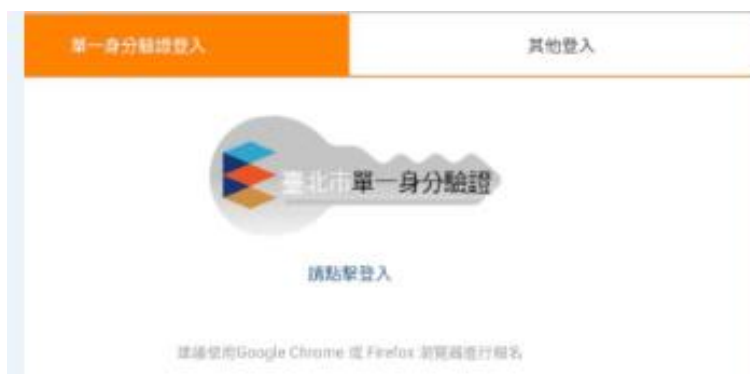 單一身分驗證登入
其他登入
臺北市單一身分驗證
請點擊登入
建議使用Google Chrome 或 Firefox 瀏覽器進行報名